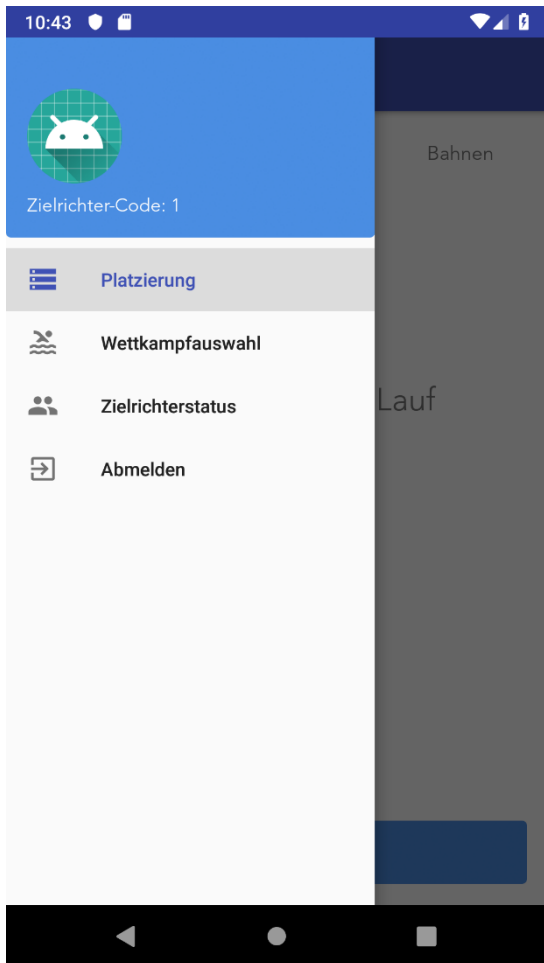 10:43
Bahnen
Zielrichter-Code: 1
Platzierung
Wettkampfauswahl
Lauf
Zielrichterstatus
Abmelden